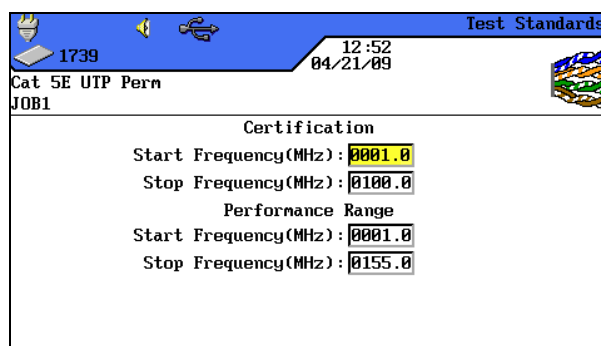 Test Standards
1739
12:52
04/21/09
Cat 5E UTP Perm
JOB1
Certification
Start Frequency(MHz): 0001.0
Stop Frequency(MHz): 0100.0
Performance Range
Start Frequency(MHz): 0001.0
Stop Frequency(MHz): 0155.0